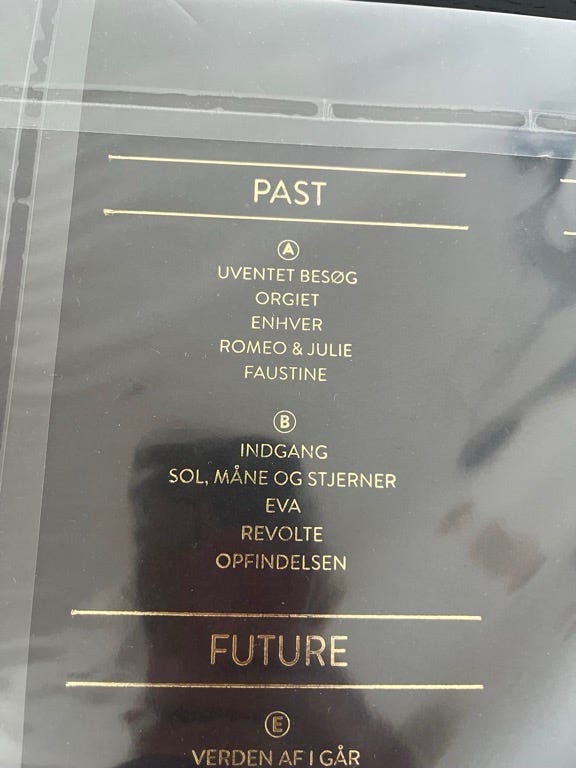 PAST
A
UVENTET BESØG
ORGIET
ENHVER
ROMEO & JULIE
FAUSTINE
B
INDGANG
SOL, MÅNE OG STJERNER
EVA
REVOLTE
OPFINDELSEN
FUTURE
E
VERDEN AF I GÅR